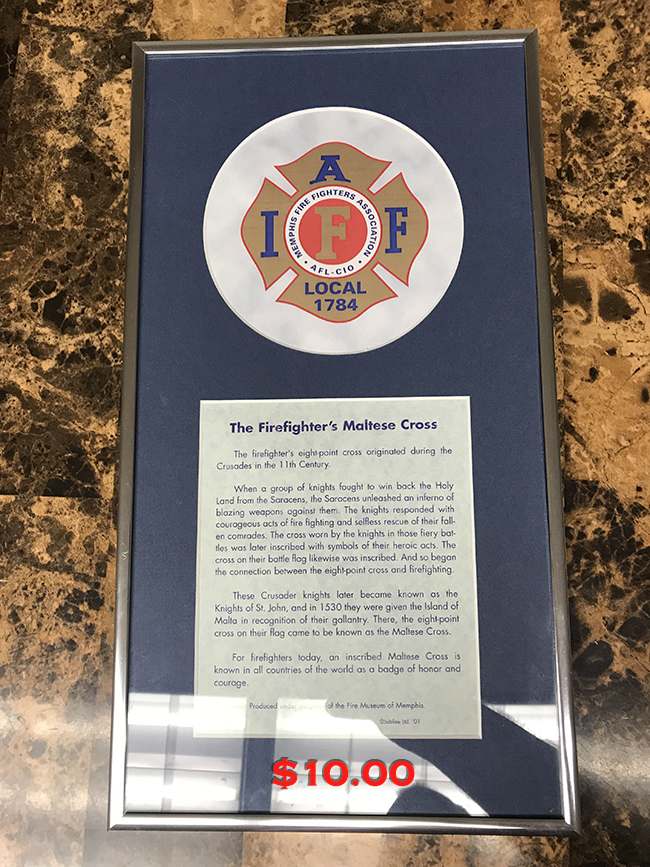 A
I F F
MEMPHIS FIRE FIGHTERS ASSOCIATION
• AFL-CIO •
LOCAL
1784
The Firefighter's Maltese Cross
The firefighter's eight-point cross originated during the
Crusades in the 11th Century.
When a group of knights fought to win back the Holy
Land from the Saracens, the Saracens unleashed an inferno of
blazing weapons against them. The knights responded with
courageous acts of fire fighting and selfless rescue of their fall-
en comrades. The cross worn by the knights in those fiery bat-
tles was later inscribed with symbols of their heroic acts. The
cross on their battle flag likewise was inscribed. And so began
the connection between the eight-point cross and firefighting.
These Crusader knights later became known as the
Knights of St. John, and in 1530 they were given the Island of
Malta in recognition of their gallantry. There, the eight-point
cross on their flag came to be known as the Maltese Cross.
For firefighters today, an inscribed Maltese Cross is
known in all countries of the world as a badge of honor and
courage.
Produced under of the Fire Museum of Memphis.
©Jubilee Ltd. '01
$10.00